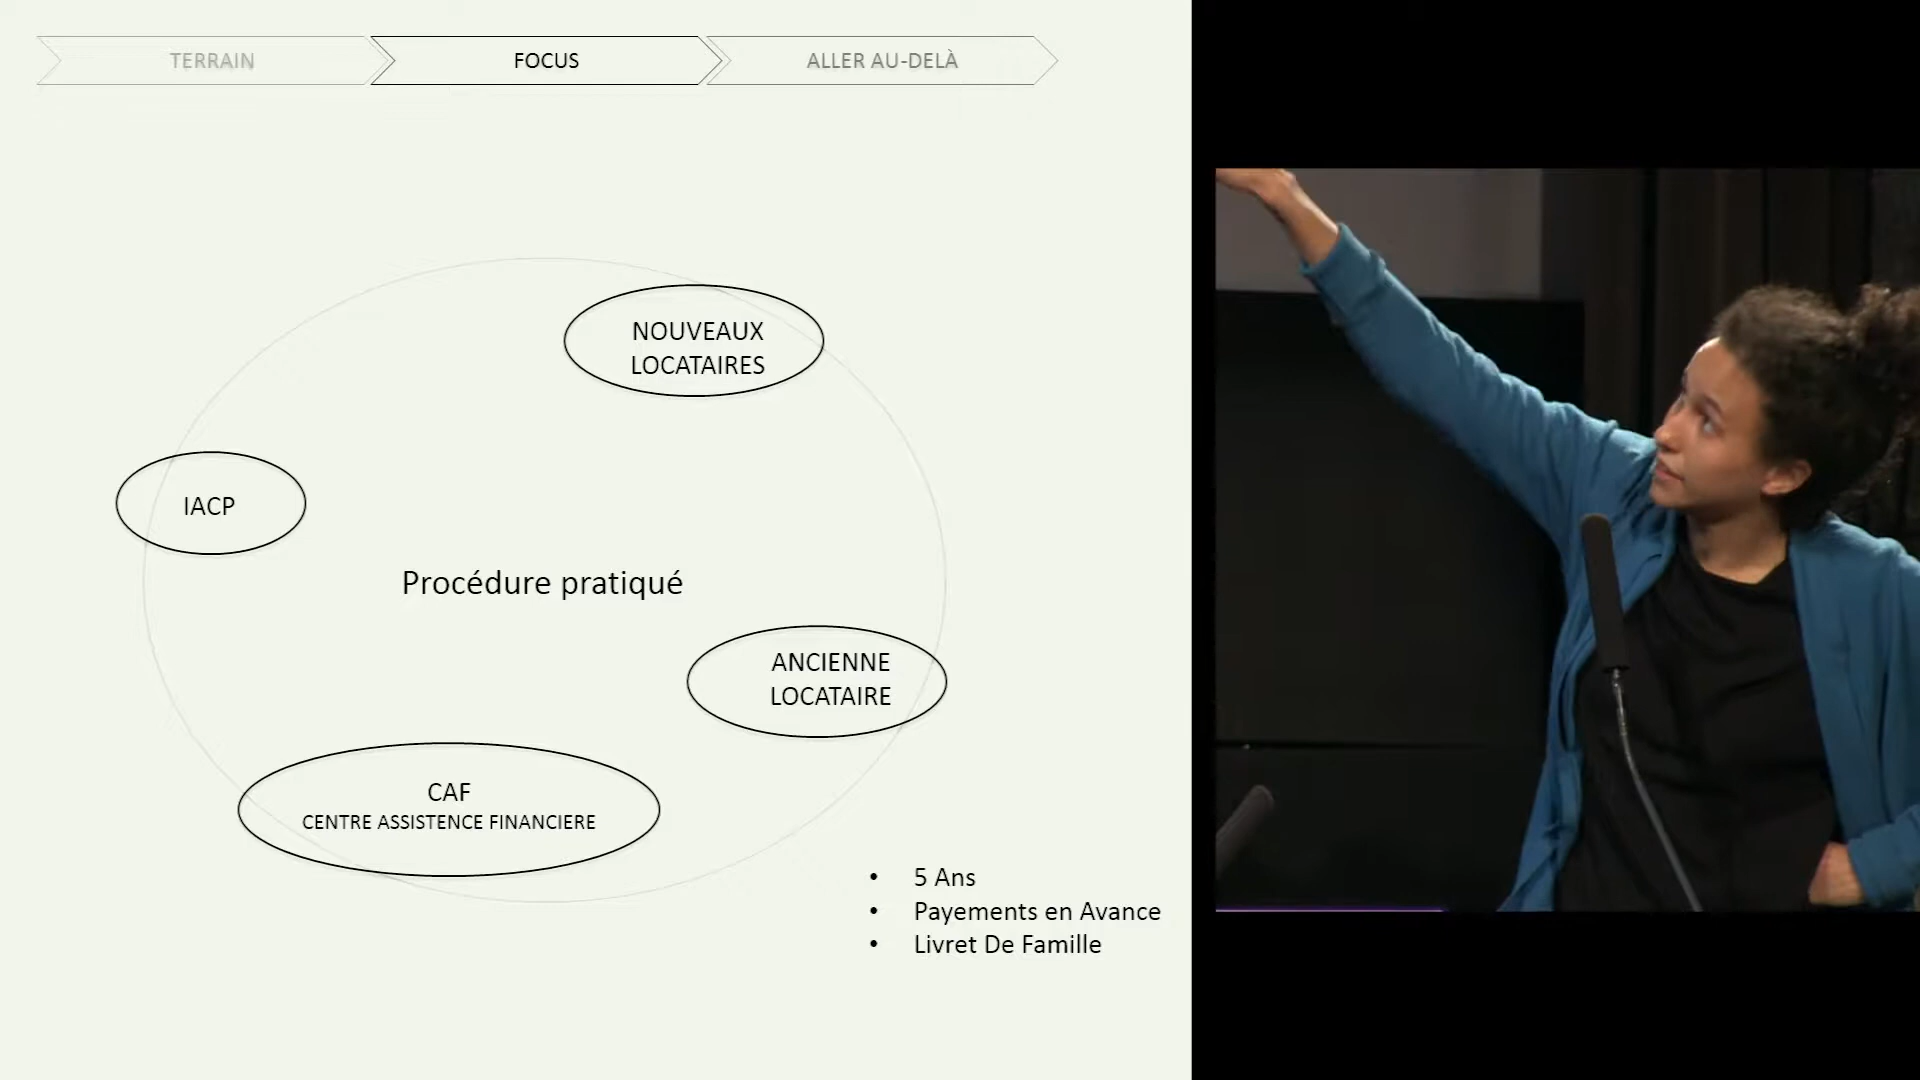 TERRAIN
FOCUS
ALLER AU-DELÀ
NOUVEAUX
LOCATAIRES
IACP
Procédure pratiqué
ANCIENNE
LOCATAIRE
CAF
CENTRE ASSISTENCE FINANCIERE
• 5 Ans
• Payements en Avance
• Livret De Famille